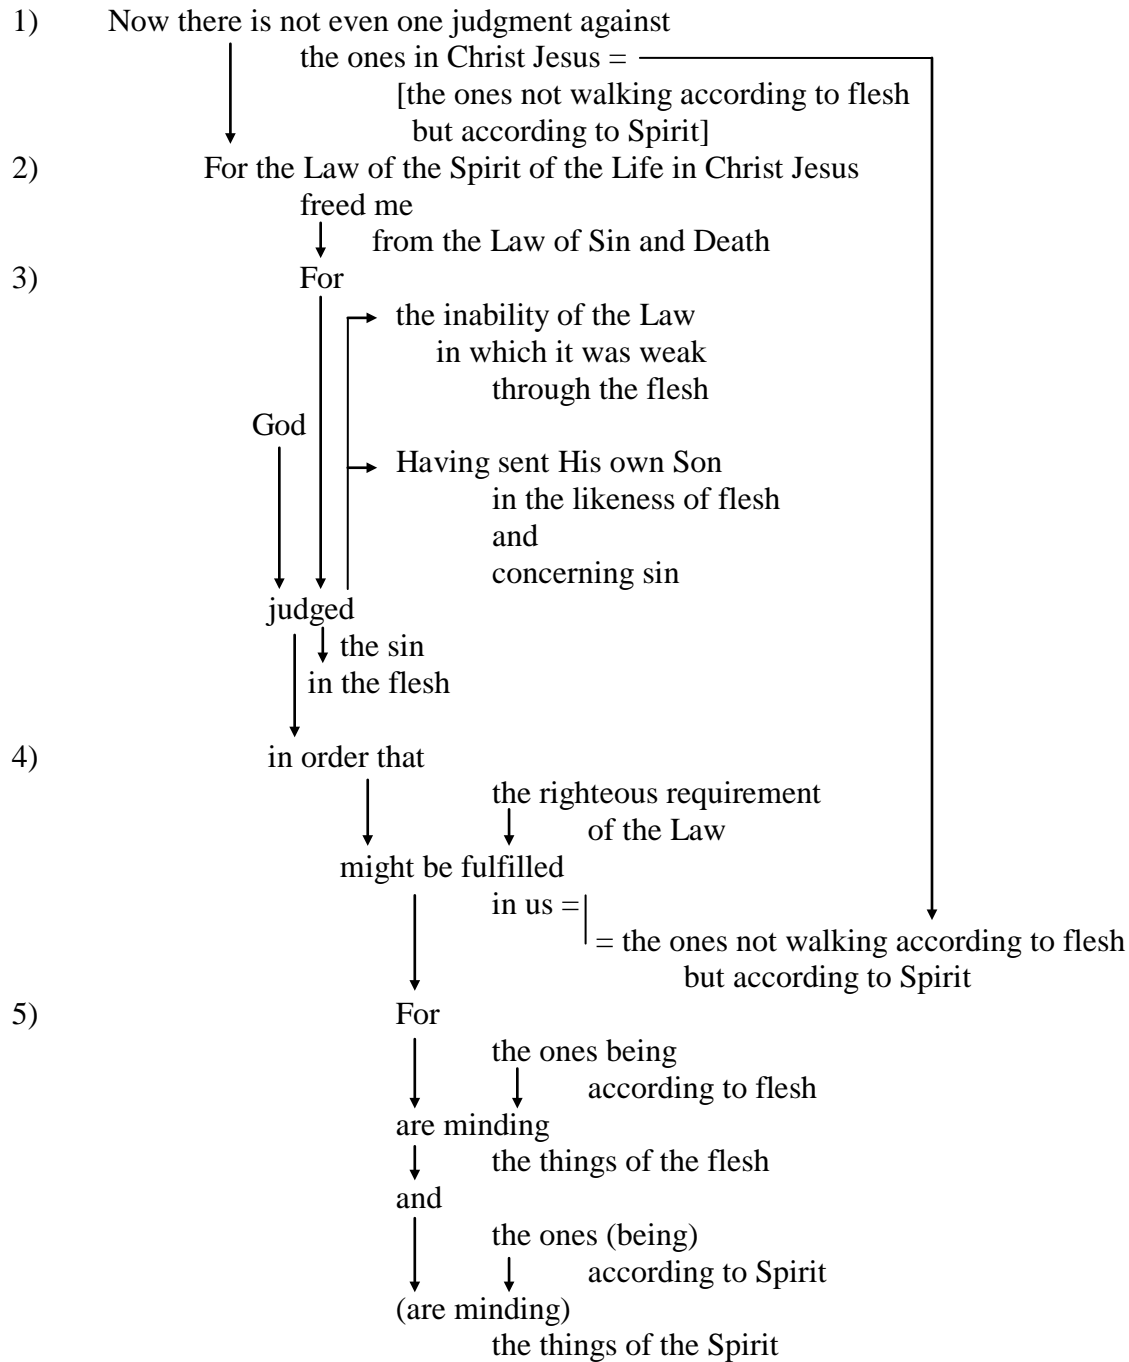 1) Now there is not even one judgment against
the ones in Christ Jesus =
[the ones not walking according to flesh
but according to Spirit]
2) For the Law of the Spirit of the Life in Christ Jesus
freed me
from the Law of Sin and Death
3) For
the inability of the Law
in which it was weak
through the flesh
God
Having sent His own Son
in the likeness of flesh
and
concerning sin
judged
the sin
in the flesh
4) in order that
the righteous requirement
of the Law
might be fulfilled
in us =
= the ones not walking according to flesh
but according to Spirit
5) For
the ones being
according to flesh
are minding
the things of the flesh
and
the ones (being)
according to Spirit
(are minding)
the things of the Spirit